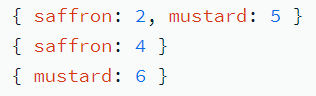 { saffron: 2, mustard: 5 }
{ saffron: 4 }
{ mustard: 6 }